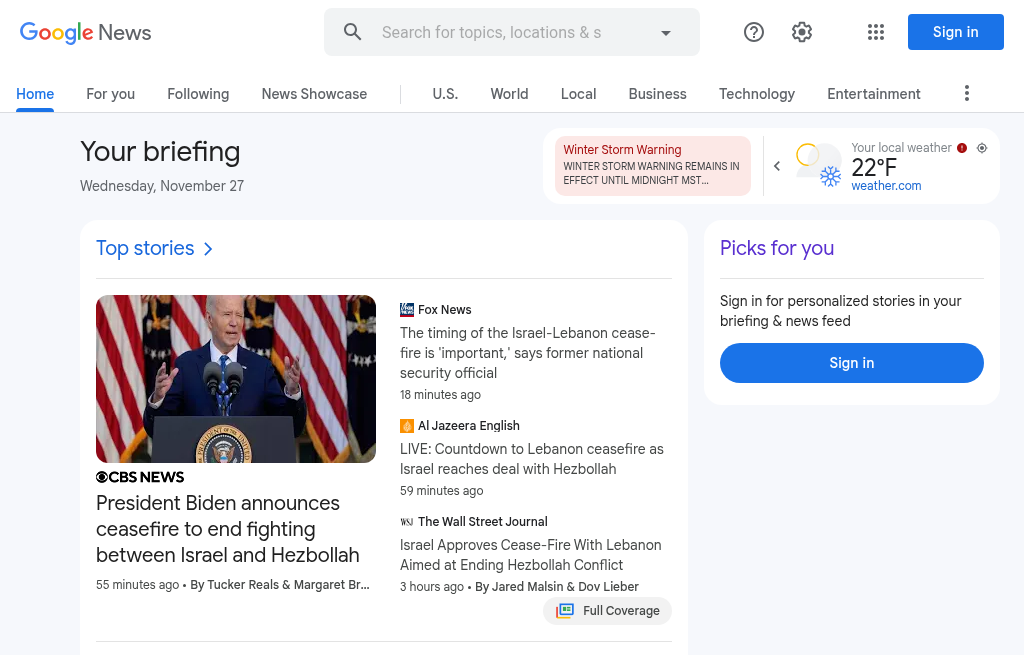 Google News
Search for topics, locations & s
Sign in
Home
For you
Following
News Showcase
U.S.
World
Local
Business
Technology
Entertainment
Your briefing
Wednesday, November 27
Winter Storm Warning
WINTER STORM WARNING REMAINS IN
EFFECT UNTIL MIDNIGHT MST...
Your local weather
22°F
weather.com
Top stories
CBS NEWS
President Biden announces
ceasefire to end fighting
between Israel and Hezbollah
55 minutes ago • By Tucker Reals & Margaret Br...
Fox News
The timing of the Israel-Lebanon cease-
fire is 'important,' says former national
security official
18 minutes ago
Al Jazeera English
LIVE: Countdown to Lebanon ceasefire as
Israel reaches deal with Hezbollah
59 minutes ago
WSJ The Wall Street Journal
Israel Approves Cease-Fire With Lebanon
Aimed at Ending Hezbollah Conflict
3 hours ago • By Jared Malsin & Dov Lieber
Full Coverage
Picks for you
Sign in for personalized stories in your
briefing & news feed
Sign in